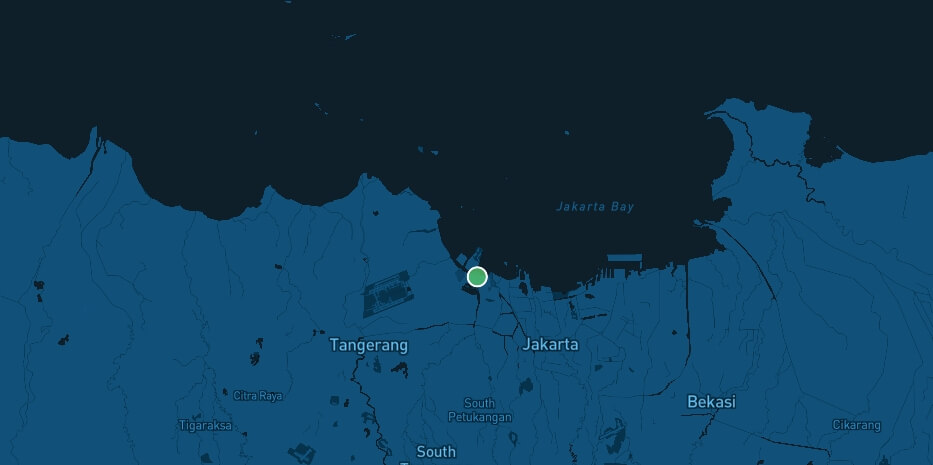 Jakarta Bay
Tangerang
Jakarta
Citra Raya
South
Petukangan
Bekasi
Tigaraksa
Cikarang
South